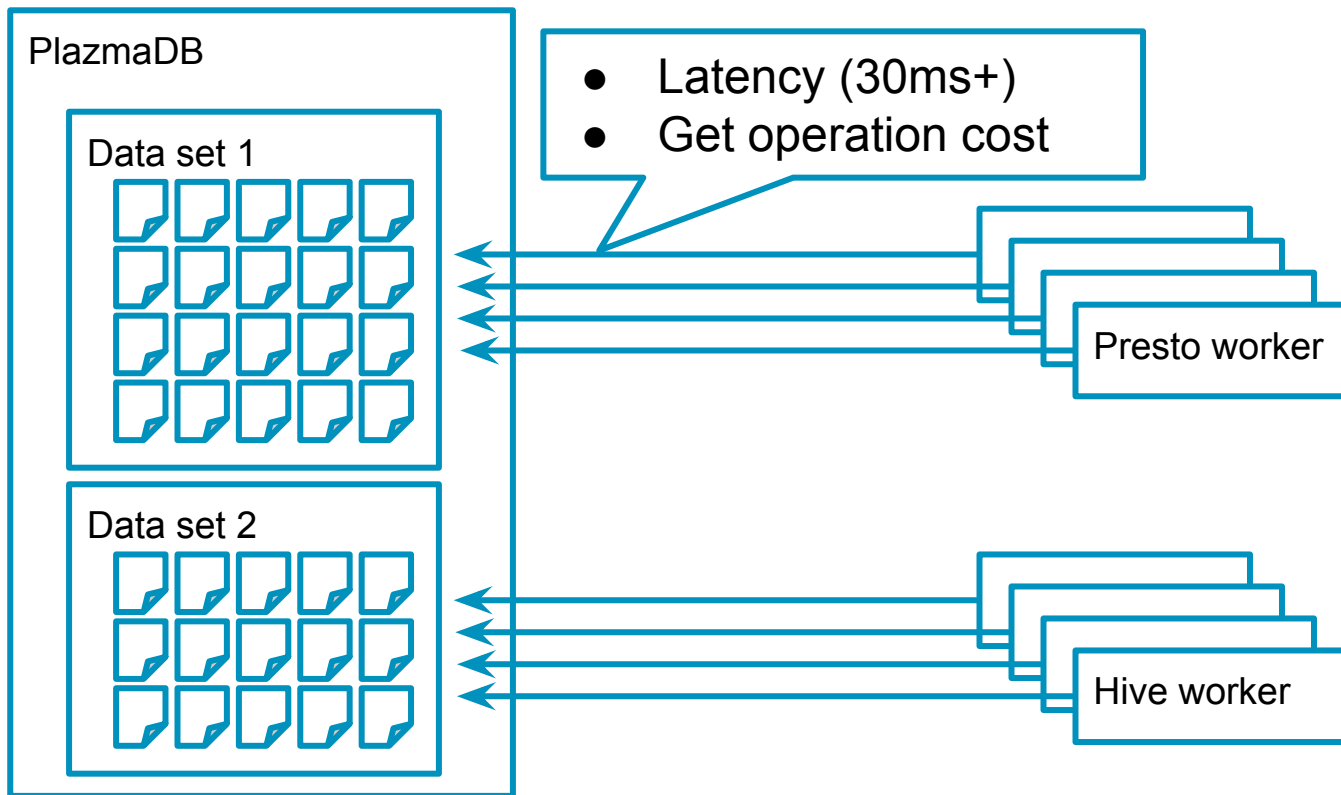 PlazmaDB
Data set 1
● Latency (30ms+)
● Get operation cost
Presto worker
Data set 2
Hive worker